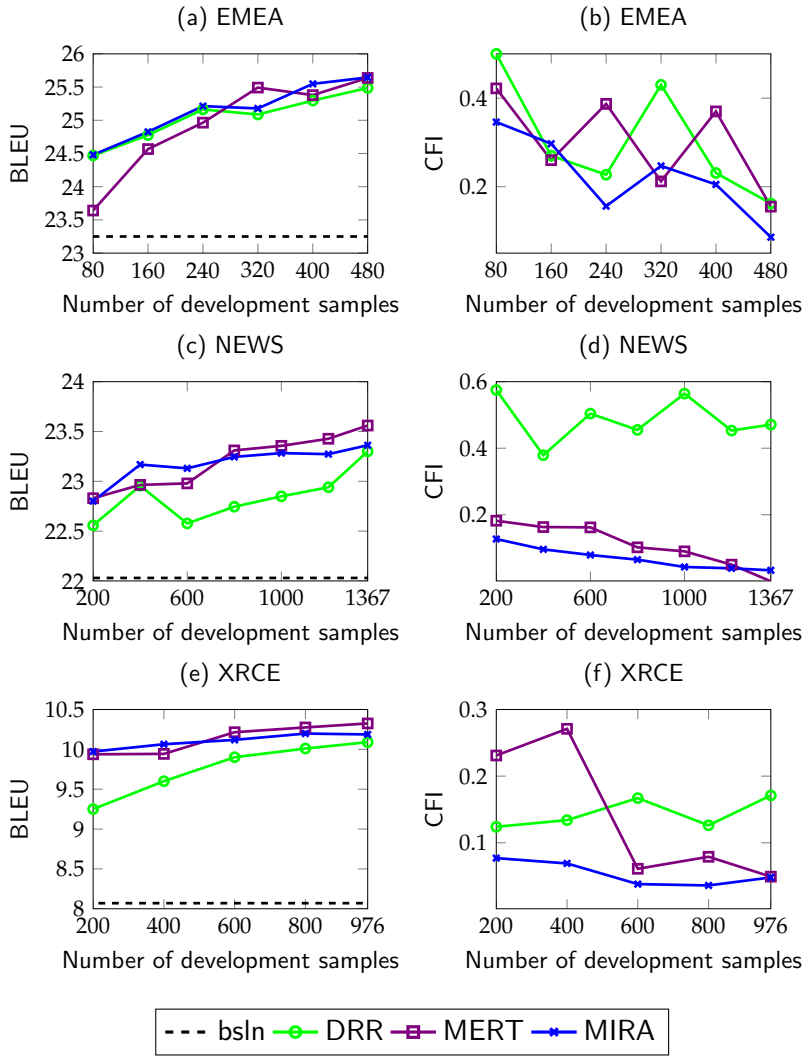 (a) EMEA
(b) EMEA
26
25.5
25
24.5
24
23.5
23
BLEU
80 160 240 320 400 480
Number of development samples
0.4
0.2
CFI
80 160 240 320 400 480
Number of development samples
(c) NEWS
(d) NEWS
24
23.5
23
22.5
22
BLEU
200 600 1000 1367
Number of development samples
0.6
0.4
0.2
CFI
200 600 1000 1367
Number of development samples
(e) XRCE
(f) XRCE
10.5
10
9.5
9
8.5
8
BLEU
200 400 600 800 976
Number of development samples
0.3
0.2
0.1
CFI
200 400 600 800 976
Number of development samples
bsln DRR MERT MIRA